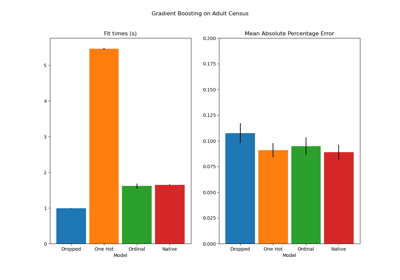 Gradient Boosting on Adult Census
Fit times (s)
5
4
3
2
1
0
Dropped One Hot Ordinal Native
Model
Mean Absolute Percentage Error
0.200
0.175
0.150
0.125
0.100
0.075
0.050
0.025
0.000
Dropped One Hot Ordinal Native
Model